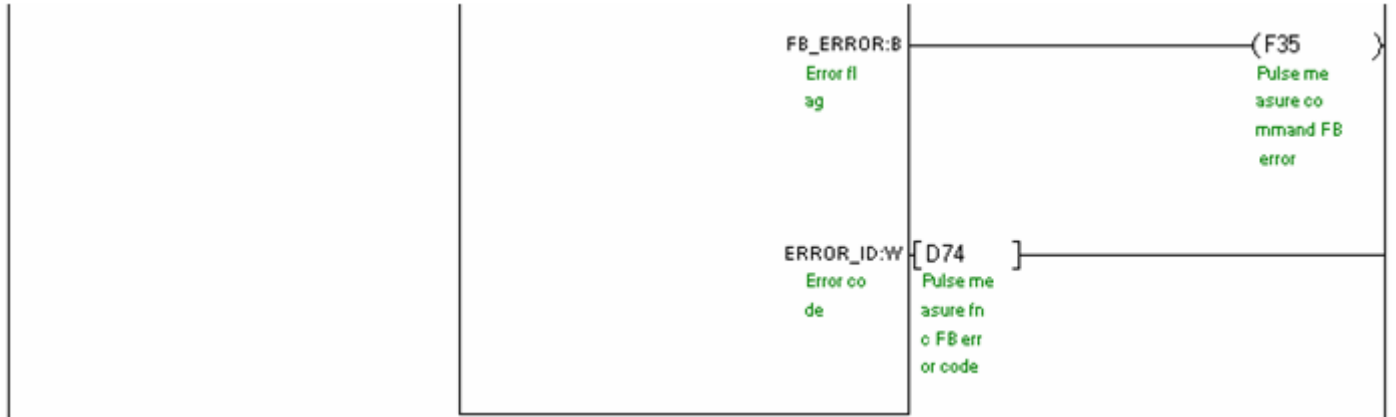 FB_ERROR:B
(F35 )
Error fl
ag
Pulse me
asure co
mmand FB
error
ERROR_ID:W
[D74 ]
Error co
de
Pulse me
asure fn
c FB err
or code